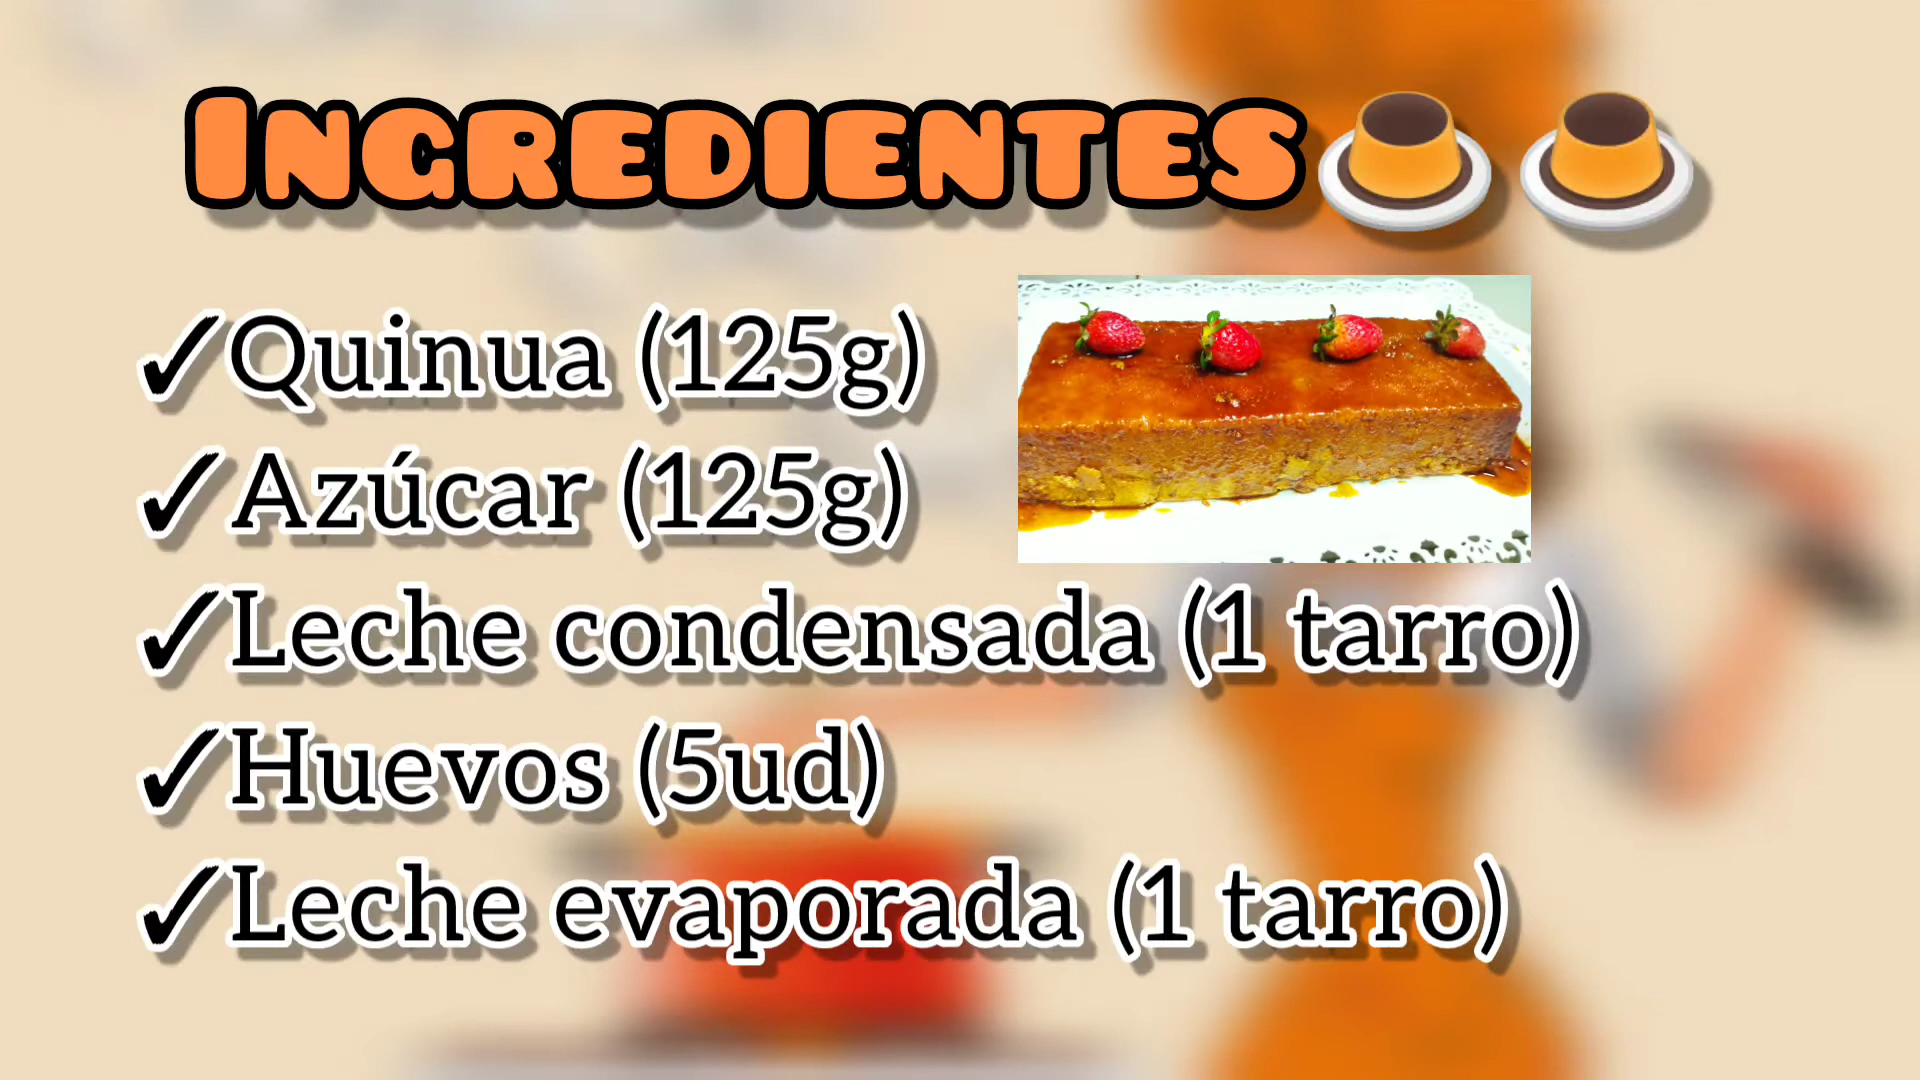 INGREDIENTES🍮🍮
✓Quinua (125g)
✓Azúcar (125g)
✓Leche condensada (1 tarro)
✓Huevos (5ud)
✓Leche evaporada (1 tarro)